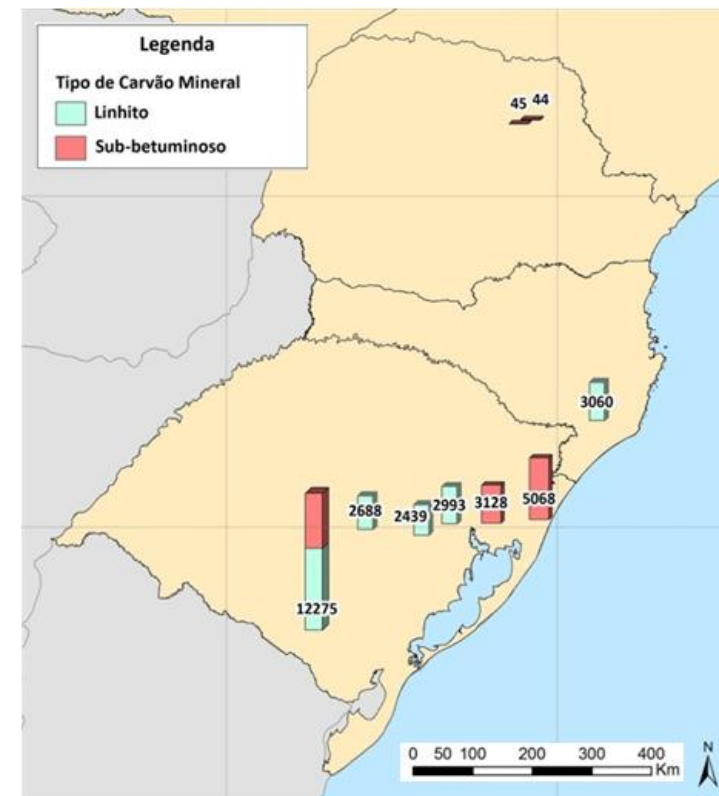 Legenda
Tipo de Carvão Mineral
Linhito
Sub-betuminoso
45 44
3060
2688
2439
2993
3128
5068
12275
0 50 100 200 300 400
Km
N